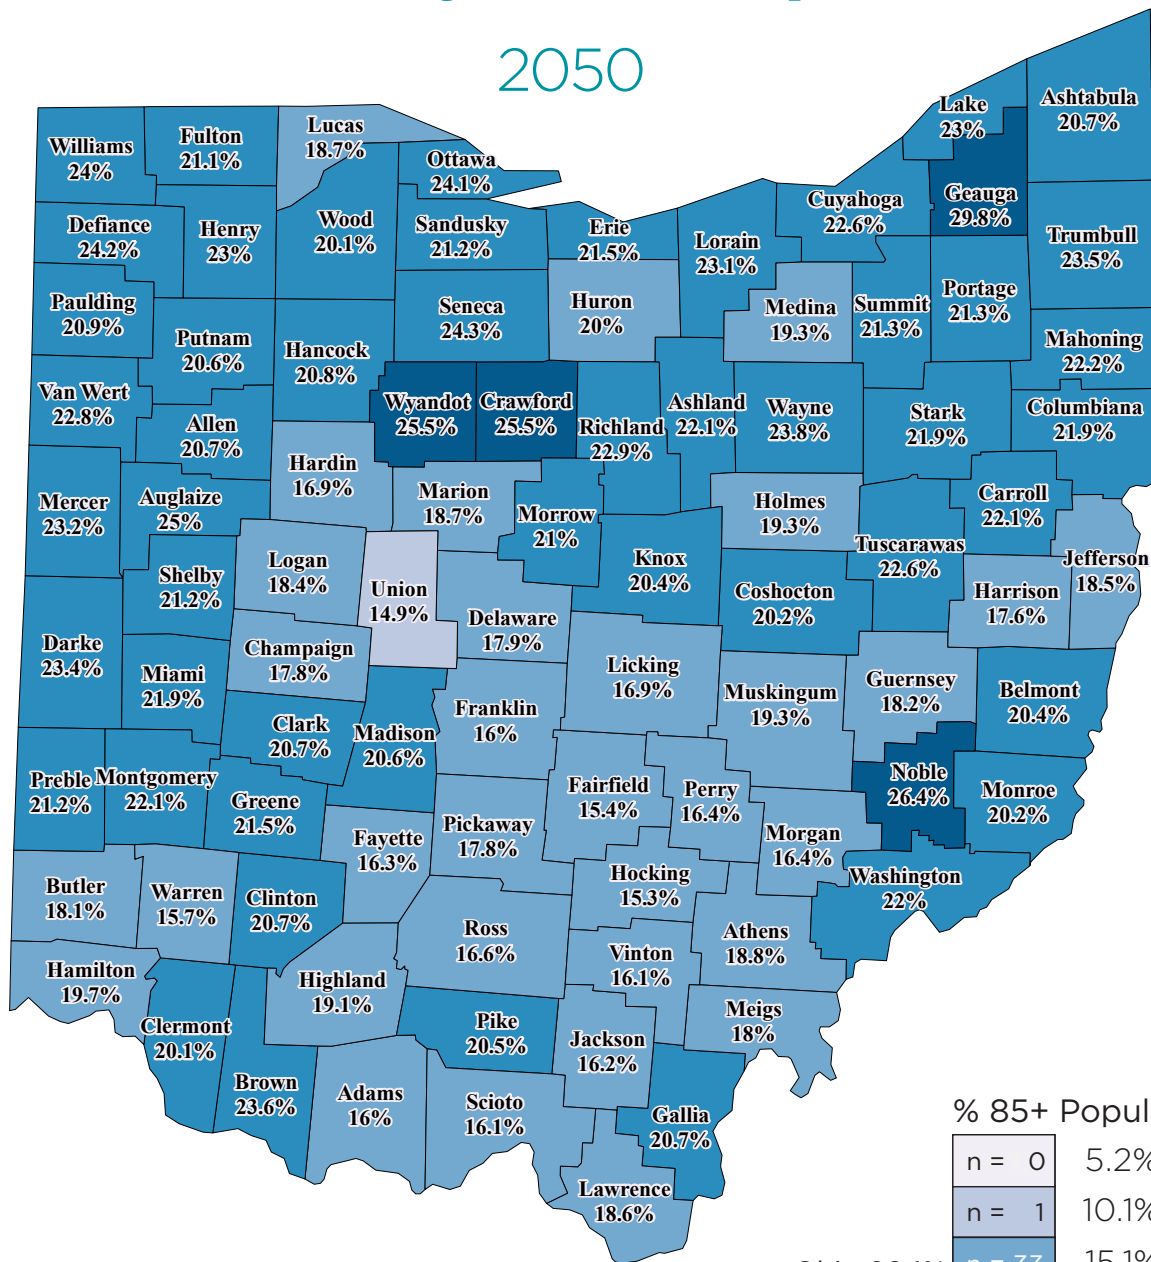 2050
Lake
23%
Ashtabula
20.7%
Lucas
18.7%
Fulton
21.1%
Williams
24%
Ottawa
24.1%
Geauga
29.8%
Cuyahoga
22.6%
Defiance
24.2%
Henry
23%
Wood
20.1%
Sandusky
21.2%
Erie
21.5%
Lorain
23.1%
Trumbull
23.5%
Paulding
20.9%
Seneca
24.3%
Huron
20%
Medina
19.3%
Summit
21.3%
Portage
21.3%
Putnam
20.6%
Hancock
20.8%
Mahoning
22.2%
Van Wert
22.8%
Allen
20.7%
Wyandot
25.5%
Crawford
25.5%
Richland
22.9%
Ashland
22.1%
Wayne
23.8%
Stark
21.9%
Columbiana
21.9%
Hardin
16.9%
Marion
18.7%
Mercer
23.2%
Auglaize
25%
Morrow
21%
Holmes
19.3%
Carroll
22.1%
Logan
18.4%
Shelby
21.2%
Union
14.9%
Knox
20.4%
Tuscarawas
22.6%
Jefferson
18.5%
Coshocton
20.2%
Harrison
17.6%
Delaware
17.9%
Darke
23.4%
Champaign
17.8%
Miami
21.9%
Licking
16.9%
Muskingum
19.3%
Guernsey
18.2%
Belmont
20.4%
Franklin
16%
Clark
20.7%
Madison
20.6%
Preble
21.2%
Montgomery
22.1%
Greene
21.5%
Fairfield
15.4%
Perry
16.4%
Noble
26.4%
Monroe
20.2%
Fayette
16.3%
Pickaway
17.8%
Morgan
16.4%
Hocking
15.3%
Washington
22%
Butler
18.1%
Warren
15.7%
Clinton
20.7%
Ross
16.6%
Athens
18.8%
Vinton
16.1%
Hamilton
19.7%
Highland
19.1%
Meigs
18%
Clermont
20.1%
Pike
20.5%
Jackson
16.2%
Brown
23.6%
Adams
16%
Scioto
16.1%
Gallia
20.7%
Lawrence
18.6%
% 85+ Popul
n = 0 5.2%
n = 1 10.1%
n = 33 15.1%